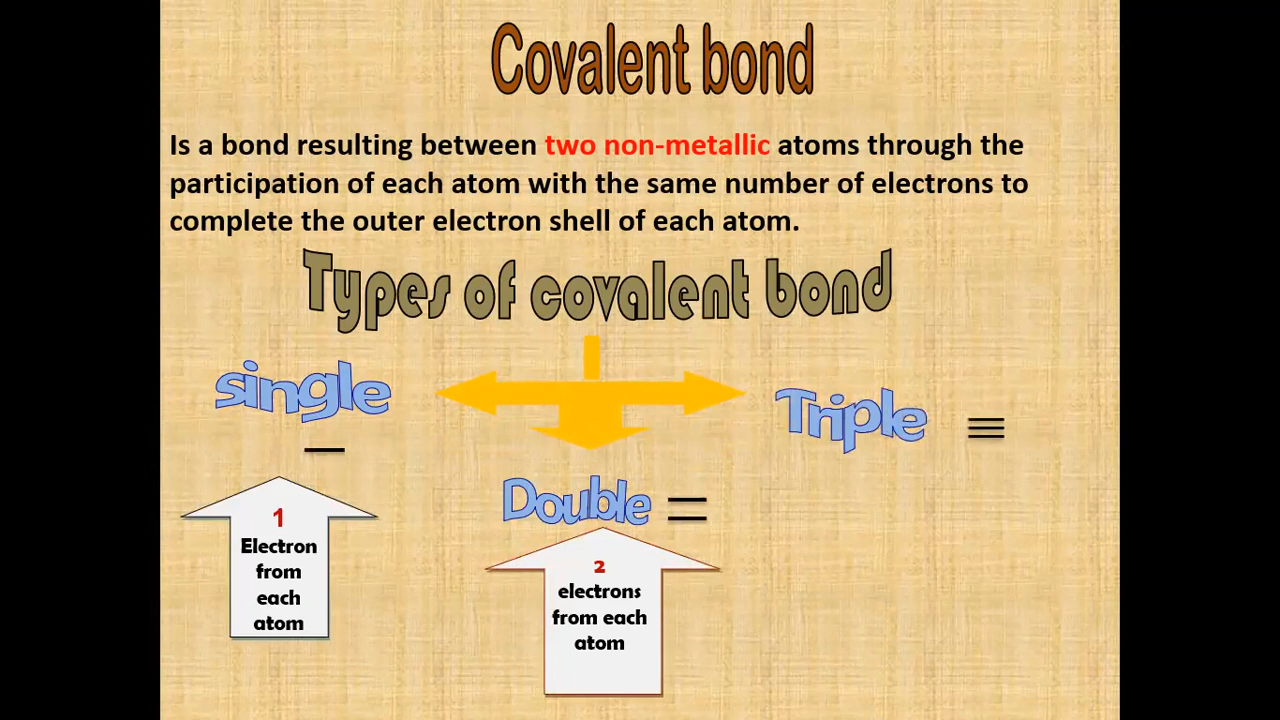 Covalent bond
Is a bond resulting between two non-metallic atoms through the
participation of each atom with the same number of electrons to
complete the outer electron shell of each atom.
Types of covalent bond
single
–
Triple ≡
Double =
1
Electron
from
each
atom
2
electrons
from each
atom